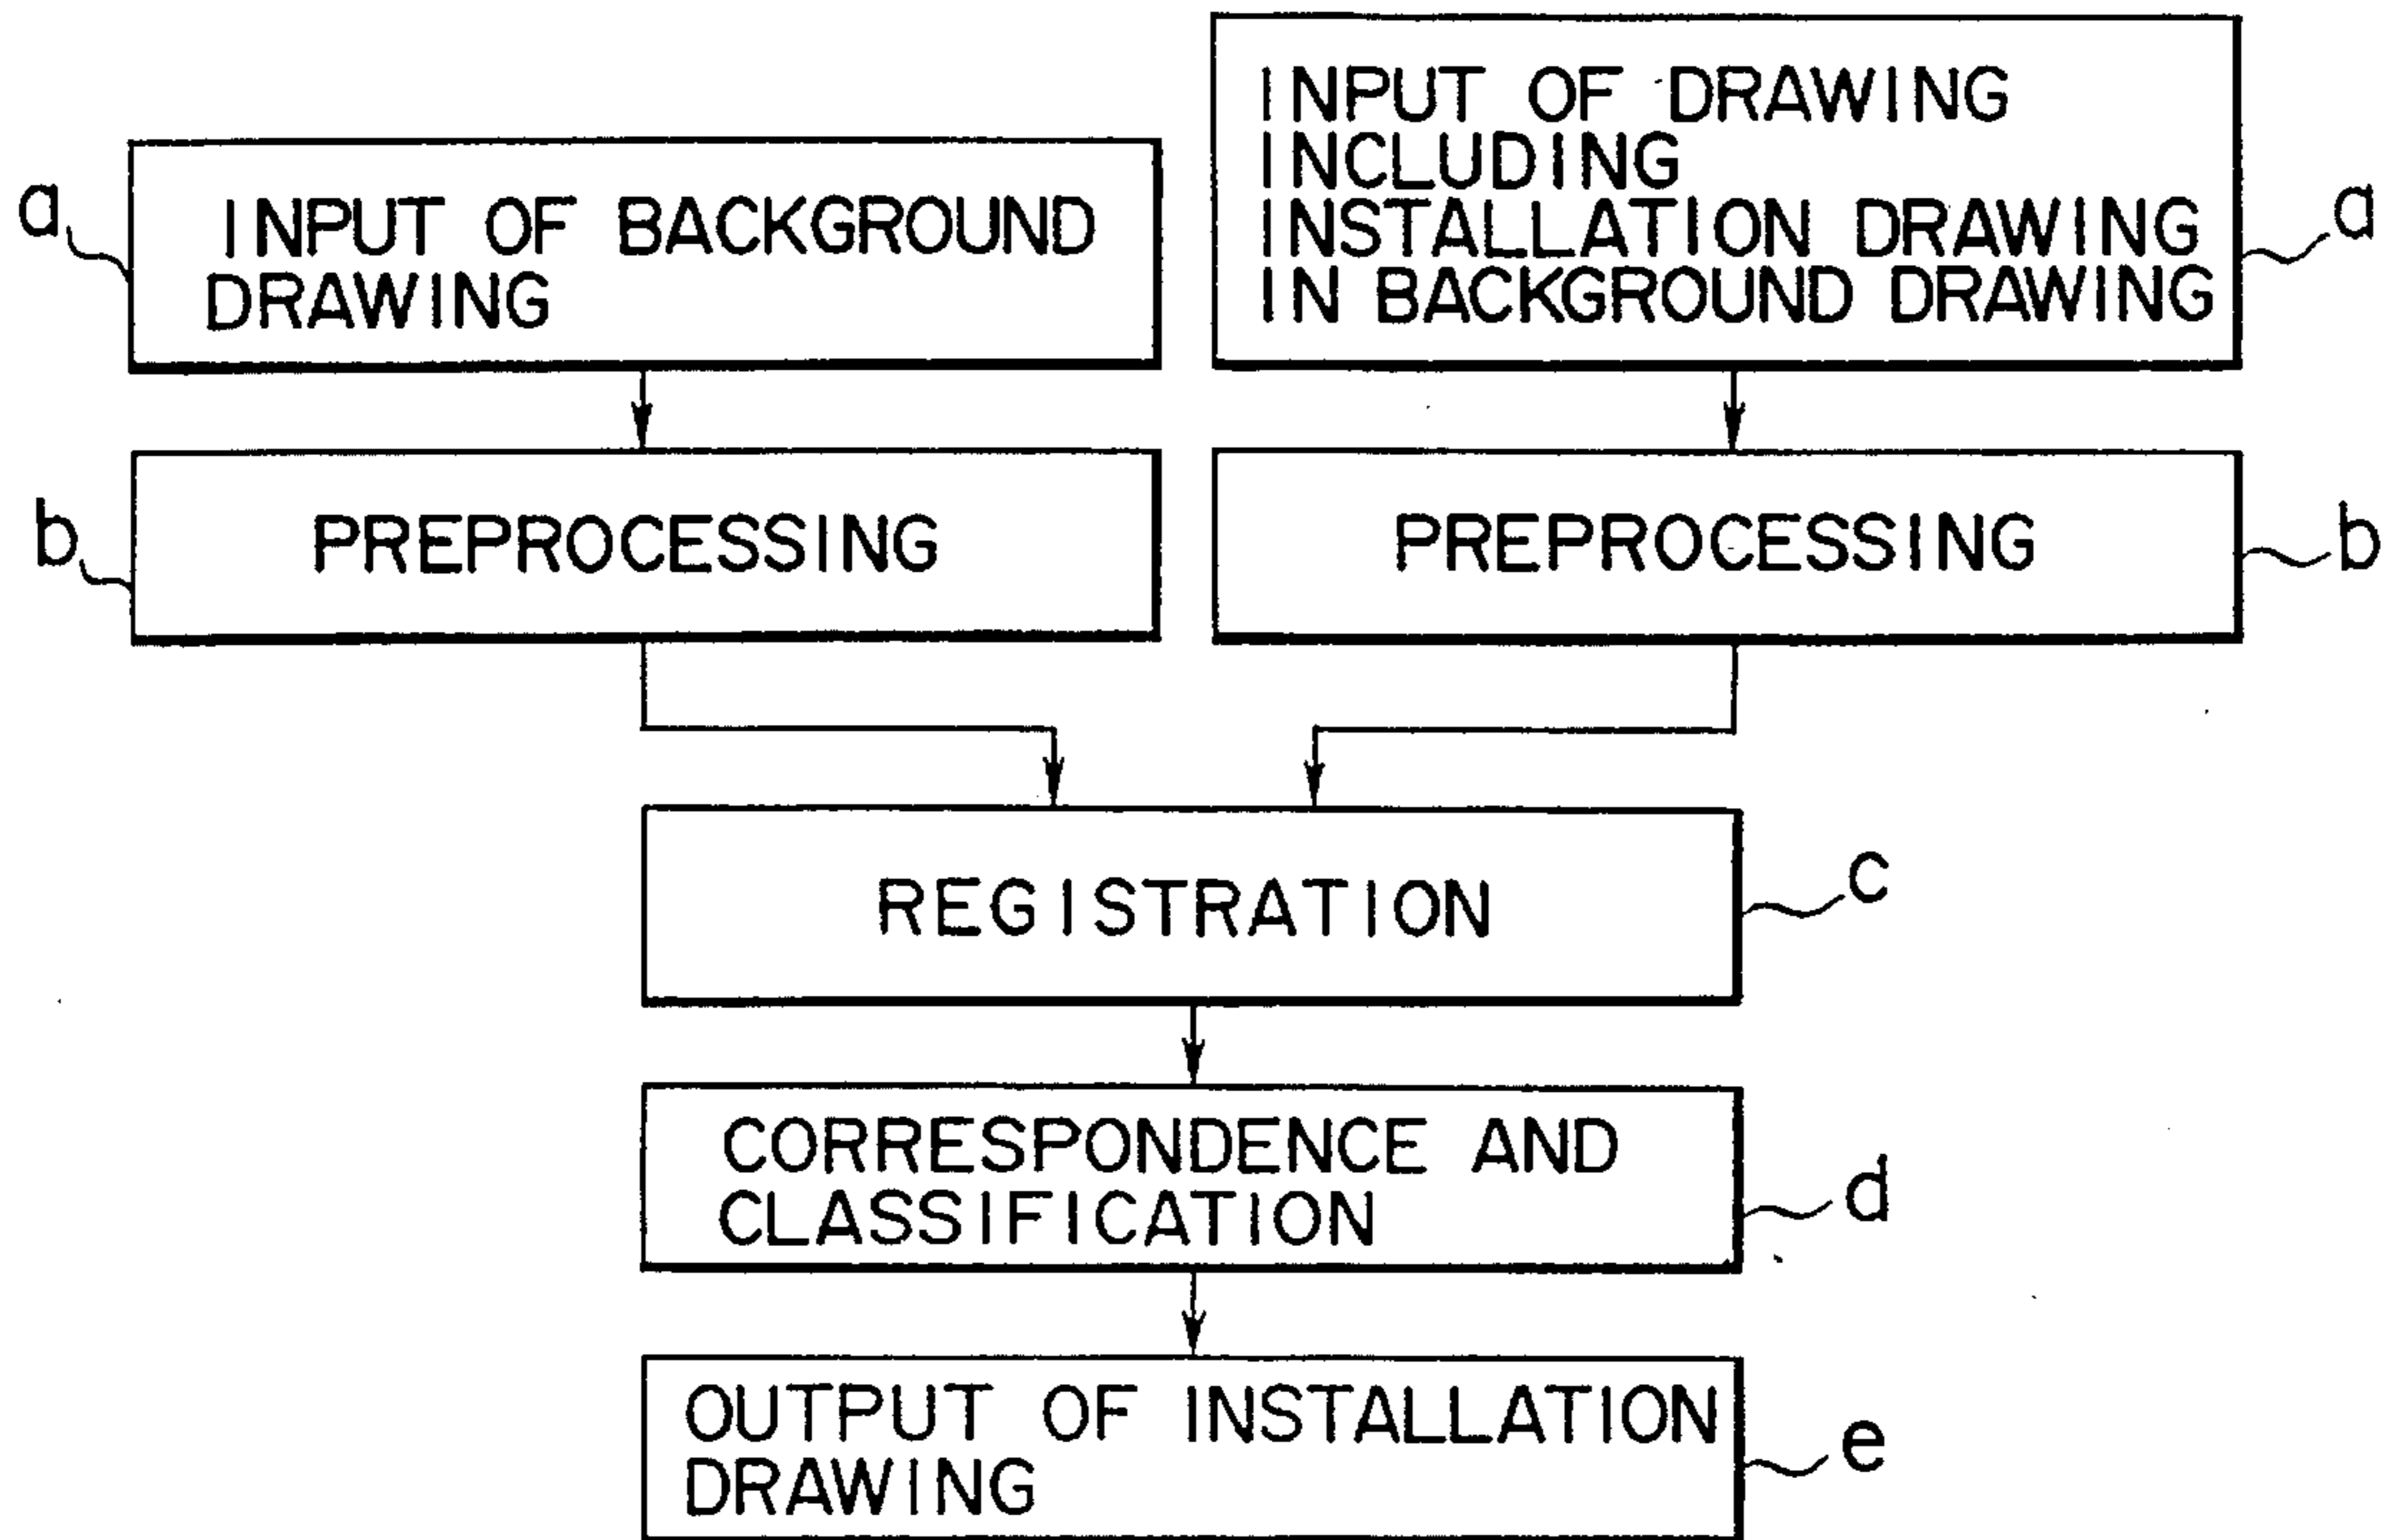 a
INPUT OF BACKGROUND
DRAWING
INPUT OF DRAWING
INCLUDING
INSTALLATION DRAWING
IN BACKGROUND DRAWING
a
b
PREPROCESSING
PREPROCESSING
b
REGISTRATION
c
CORRESPONDENCE AND
CLASSIFICATION
d
OUTPUT OF INSTALLATION
DRAWING
e